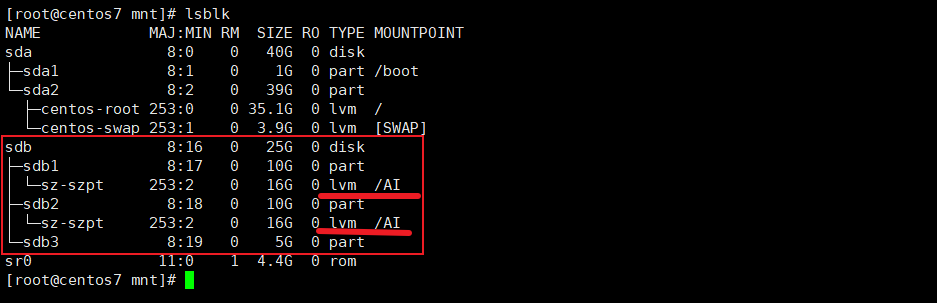 [root@centos7 mnt]# lsblk
NAME            MAJ:MIN RM  SIZE RO TYPE MOUNTPOINT
sda               8:0    0   40G  0 disk
├─sda1            8:1    0    1G  0 part /boot
└─sda2            8:2    0   39G  0 part
  ├─centos-root 253:0    0 35.1G  0 lvm  /
  └─centos-swap 253:1    0  3.9G  0 lvm  [SWAP]
sdb               8:16   0   25G  0 disk
├─sdb1            8:17   0   10G  0 part
│ └─sz-szpt     253:2    0   16G  0 lvm  /AI
├─sdb2            8:18   0   10G  0 part
│ └─sz-szpt     253:2    0   16G  0 lvm  /AI
└─sdb3            8:19   0    5G  0 part
sr0              11:0    1  4.4G  0 rom
[root@centos7 mnt]#